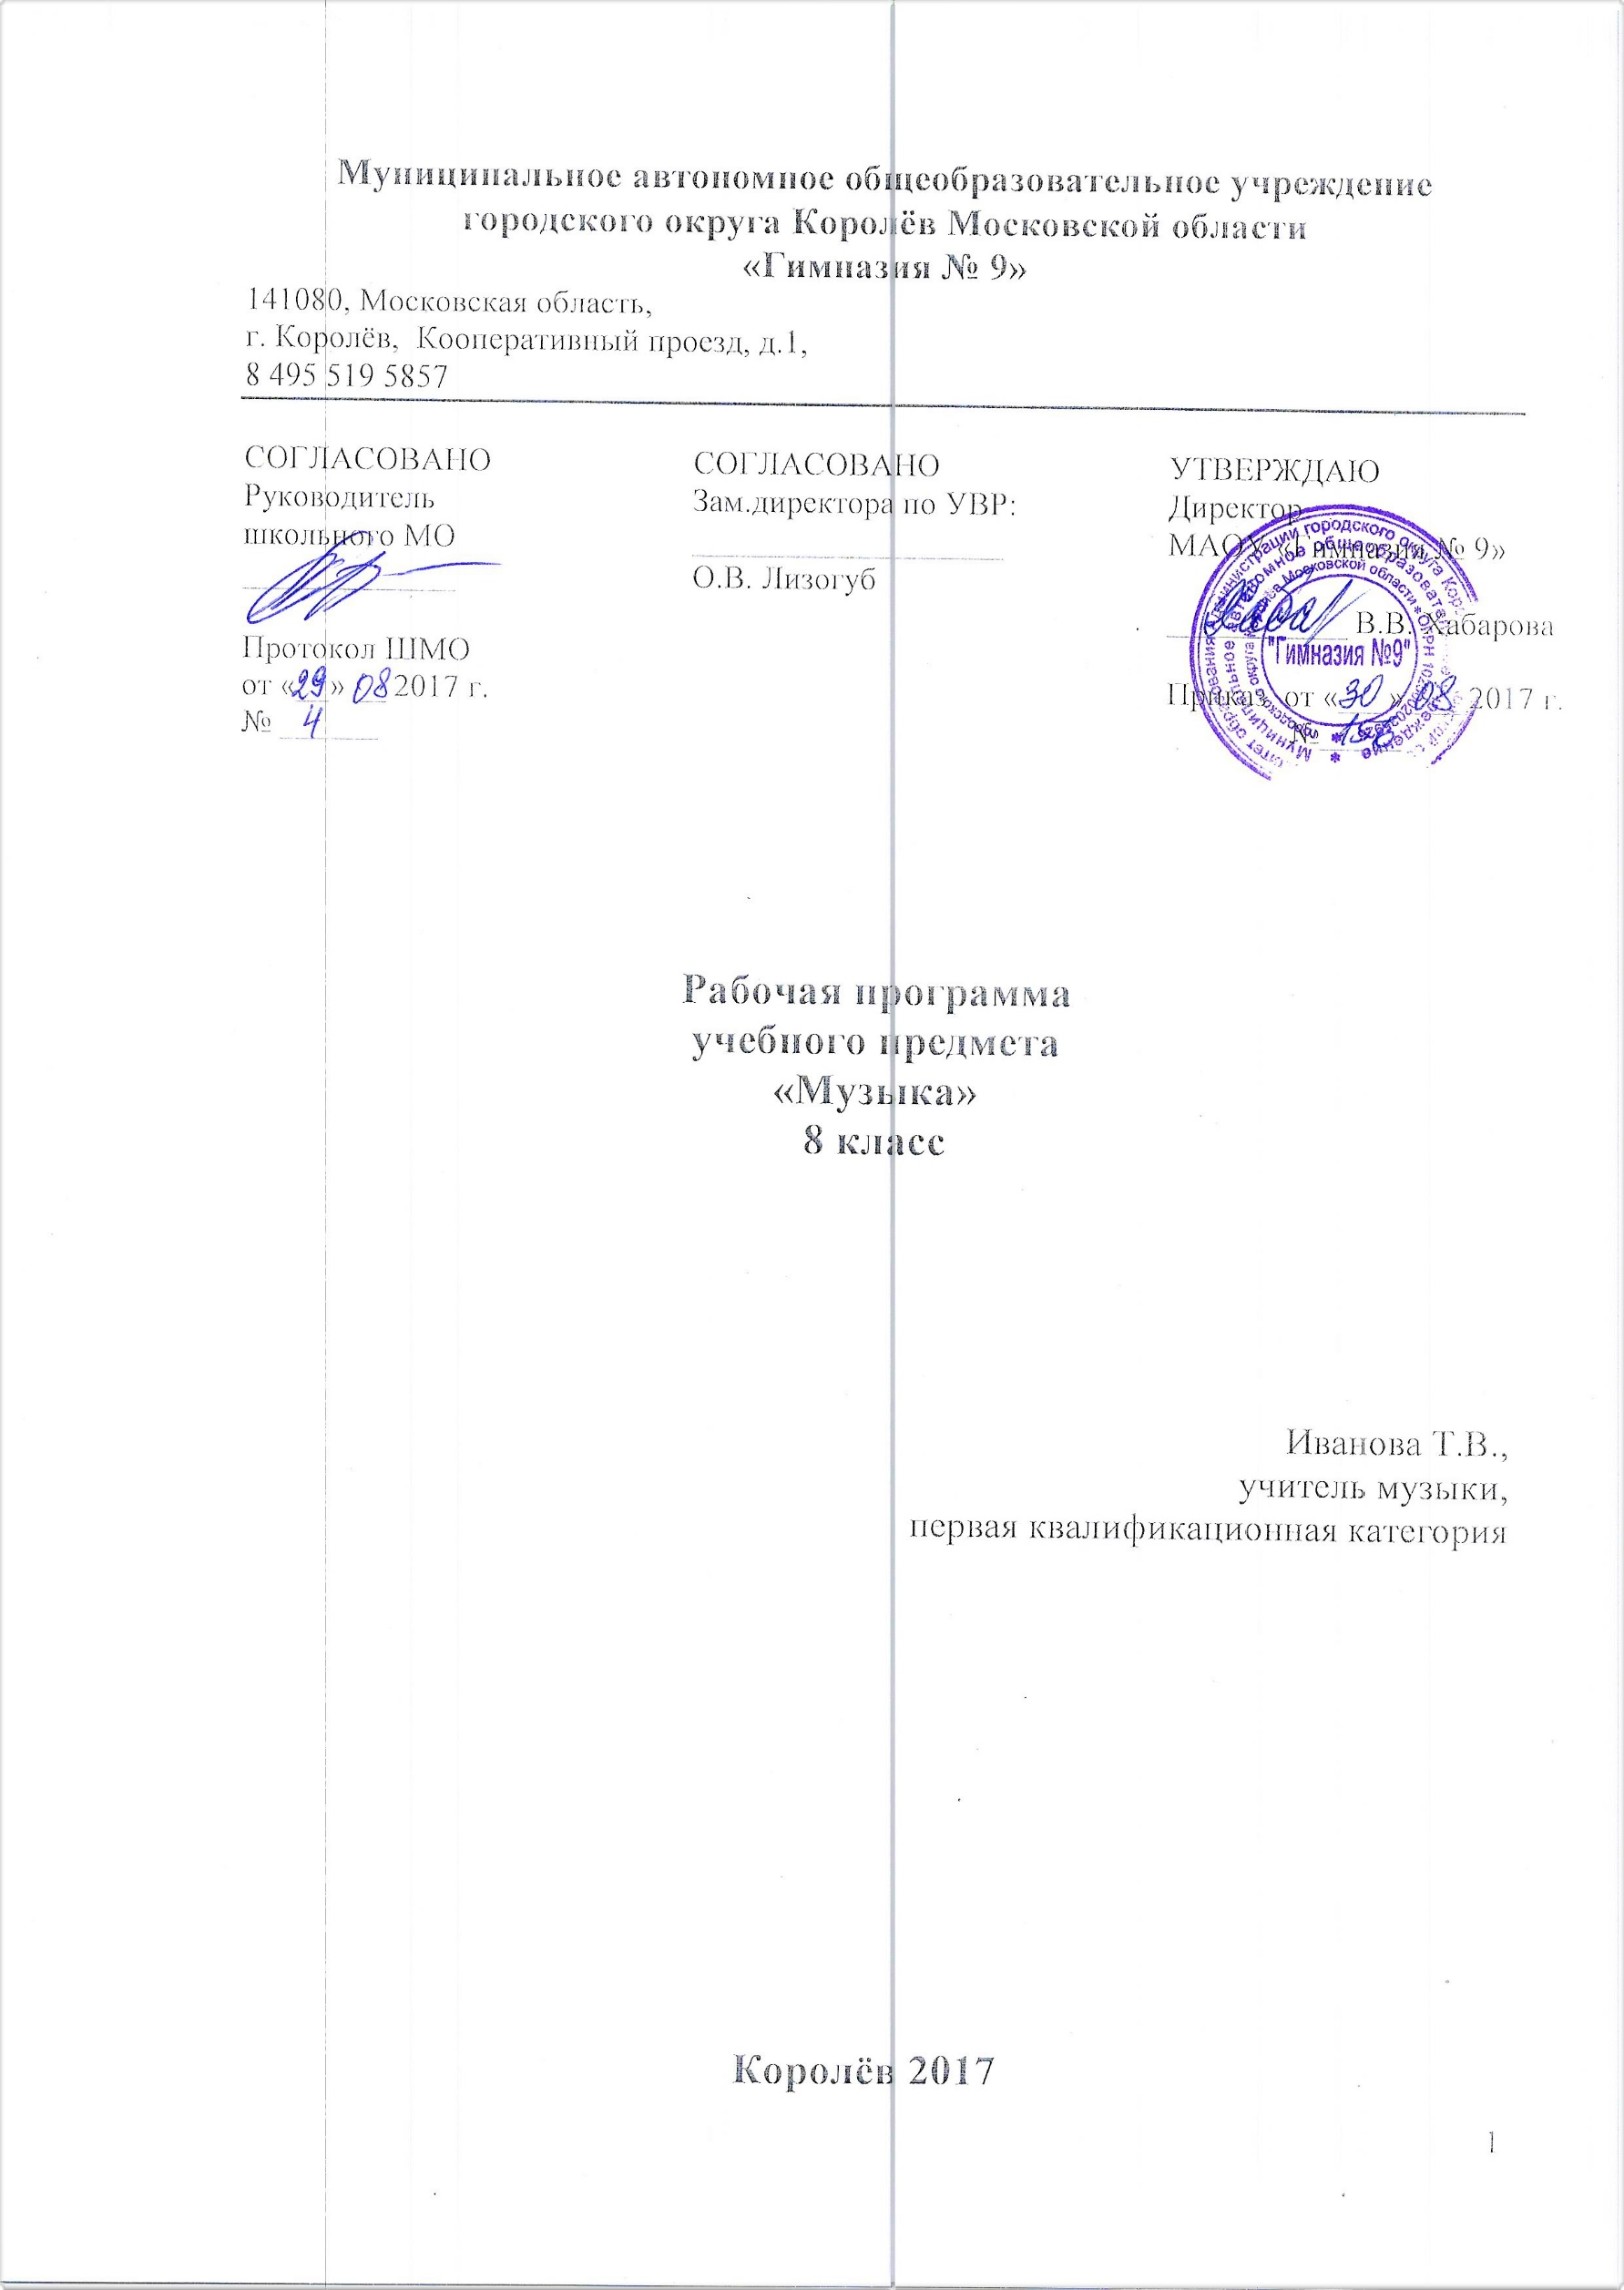 Муниципальное автономное общеобразовательное учреждение
городского округа Королёв Московской области
«Гимназия № 9»
141080, Московская область,
г. Королёв, Кооперативный проезд, д.1,
8 495 519 5857
СОГЛАСОВАНО
Руководитель
школьного МО
Протокол ШМО
от «29» 08 2017 г.
№ 4
СОГЛАСОВАНО
Зам.директора по УВР:
О.В. Лизогуб
УТВЕРЖДАЮ
Директор
МАОУ «Гимназия № 9»
В.В. Хабарова
"Гимназия №9"
Приказ от «30» 08 2017 г.
№
Рабочая программа
учебного предмета
«Музыка»
8 класс
Иванова Т.В.,
учитель музыки,
первая квалификационная категория
Королёв 2017
1